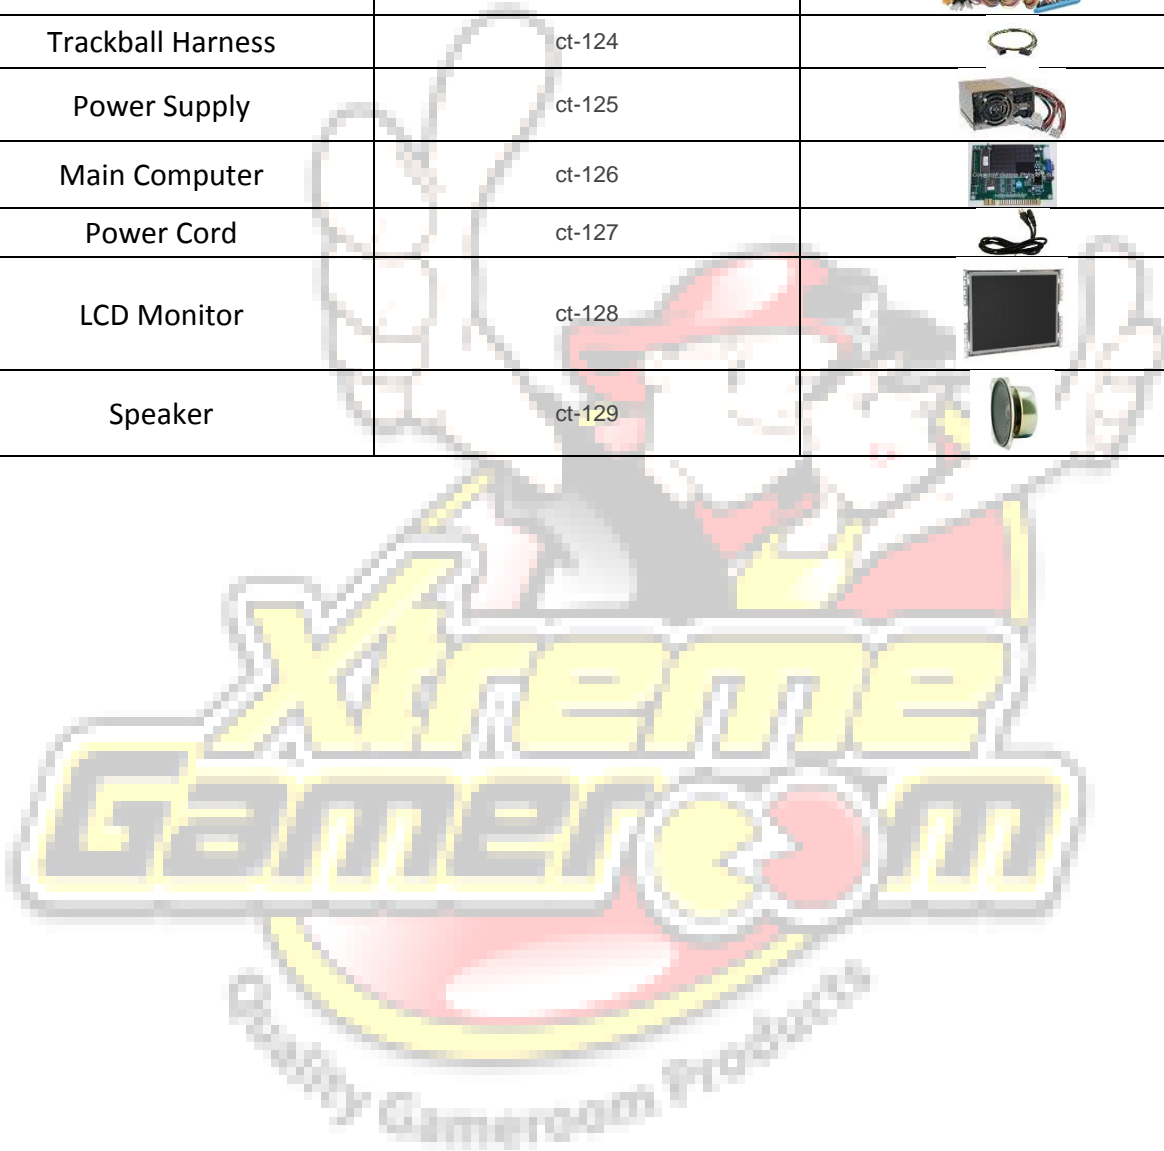 Trackball Harness ct-124
Power Supply ct-125
Main Computer ct-126
Power Cord ct-127
LCD Monitor ct-128
Speaker ct-129
Xtreme
Gameroom
Quality Gameroom Products